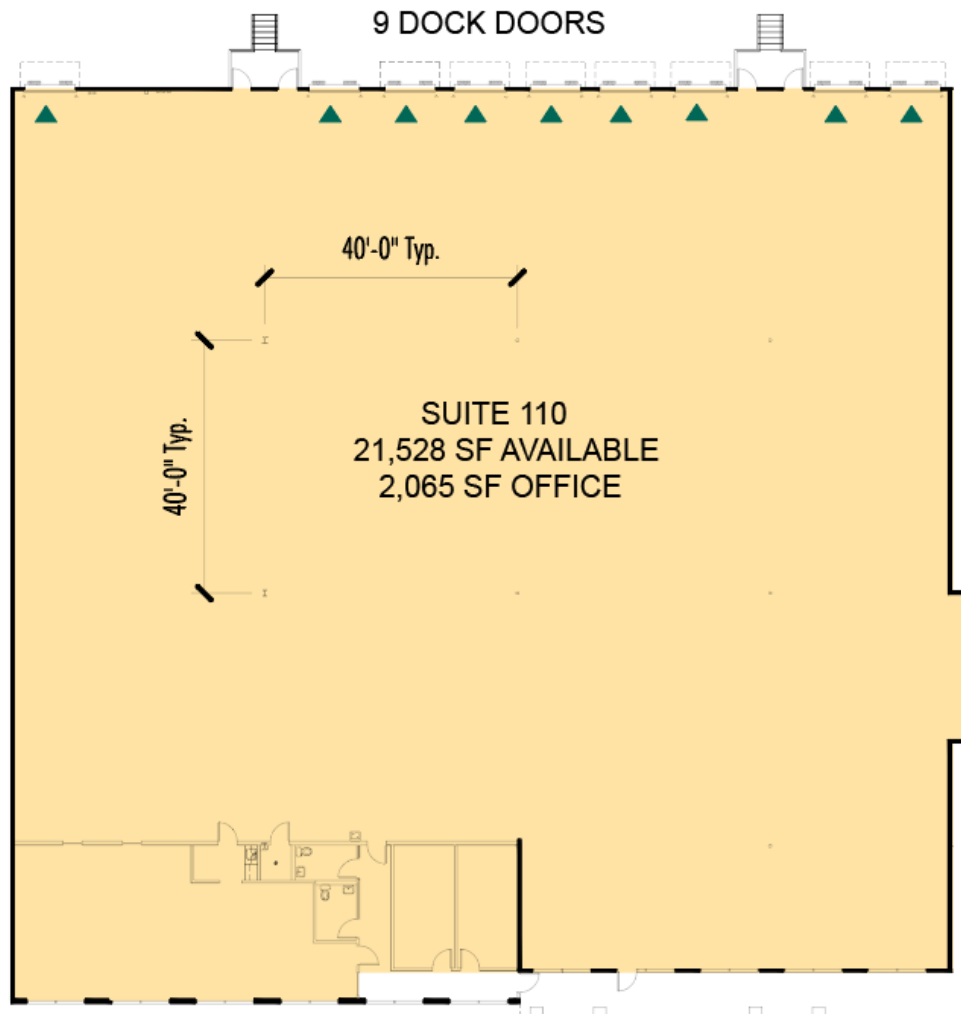 9 DOCK DOORS
40'-0" Typ.
40'-0" Typ.
SUITE 110
21,528 SF AVAILABLE
2,065 SF OFFICE